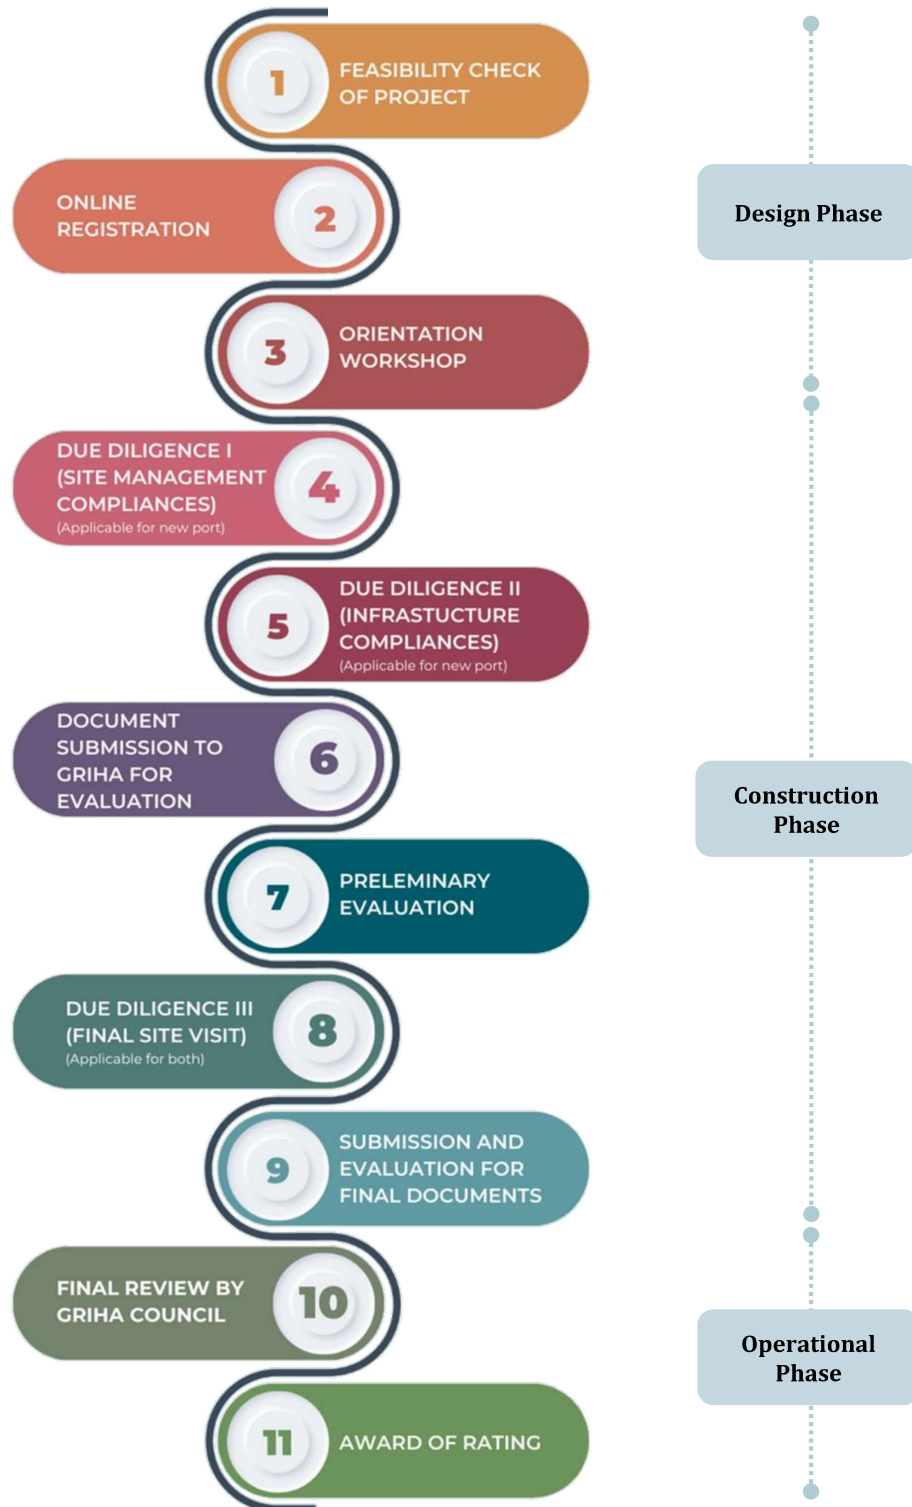 1
FEASIBILITY CHECK
OF PROJECT
ONLINE
REGISTRATION
2
Design Phase
3
ORIENTATION
WORKSHOP
DUE DILIGENCE I
(SITE MANAGEMENT
COMPLIANCES)
(Applicable for new port)
4
5
DUE DILIGENCE II
(INFRASTUCTURE
COMPLIANCES)
(Applicable for new port)
DOCUMENT
SUBMISSION TO
GRIHA FOR
EVALUATION
6
Construction
Phase
7
PRELEMINARY
EVALUATION
DUE DILIGENCE III
(FINAL SITE VISIT)
(Applicable for both)
8
9
SUBMISSION AND
EVALUATION FOR
FINAL DOCUMENTS
FINAL REVIEW BY
GRIHA COUNCIL
10
Operational
Phase
11
AWARD OF RATING